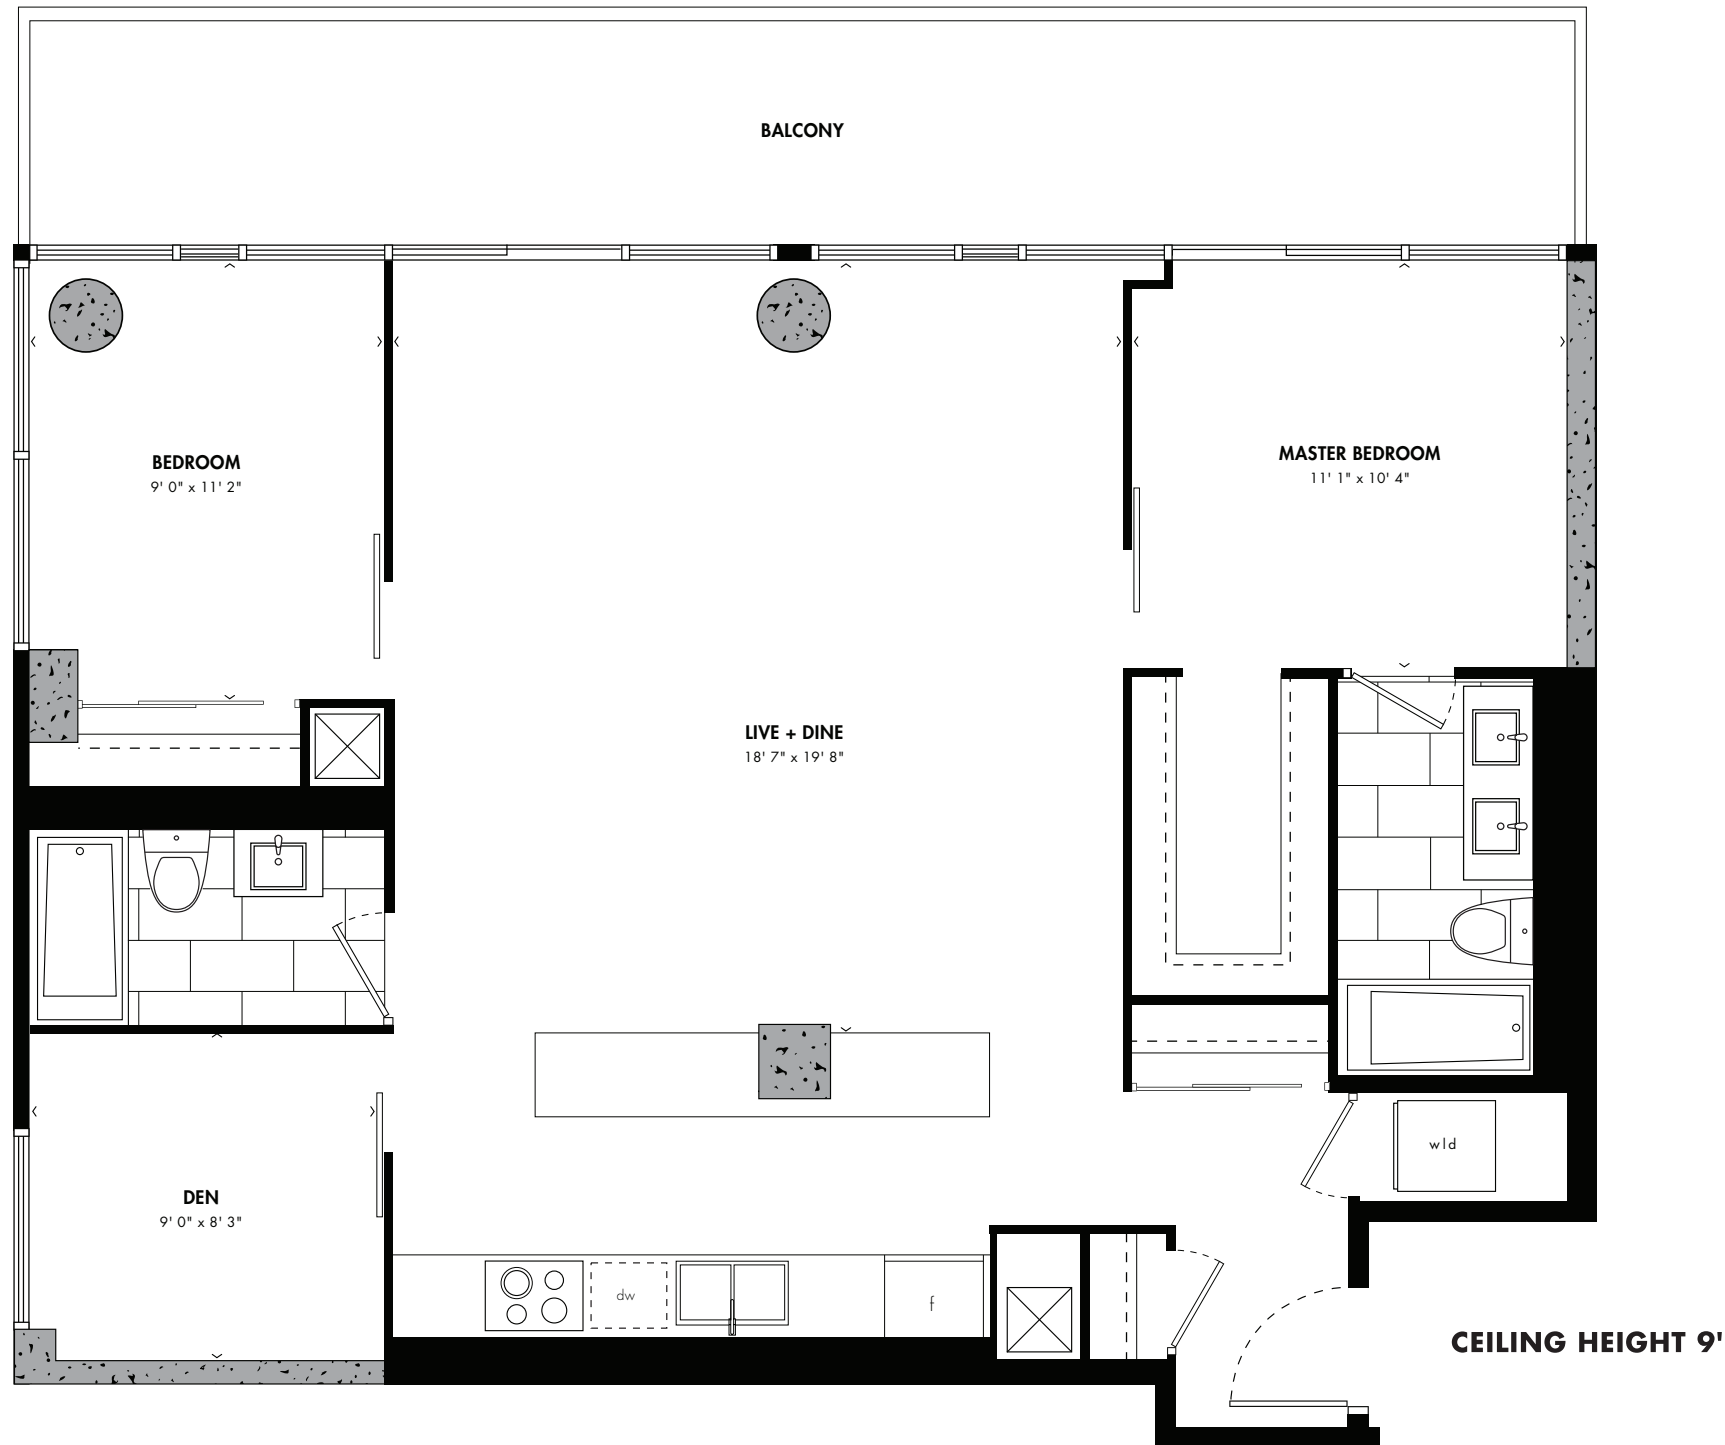 BALCONY
BEDROOM
9' 0" x 11' 2"
MASTER BEDROOM
11' 1" x 10' 4"
LIVE + DINE
18' 7" x 19' 8"
DEN
9' 0" x 8' 3"
wld
dw
f
CEILING HEIGHT 9'